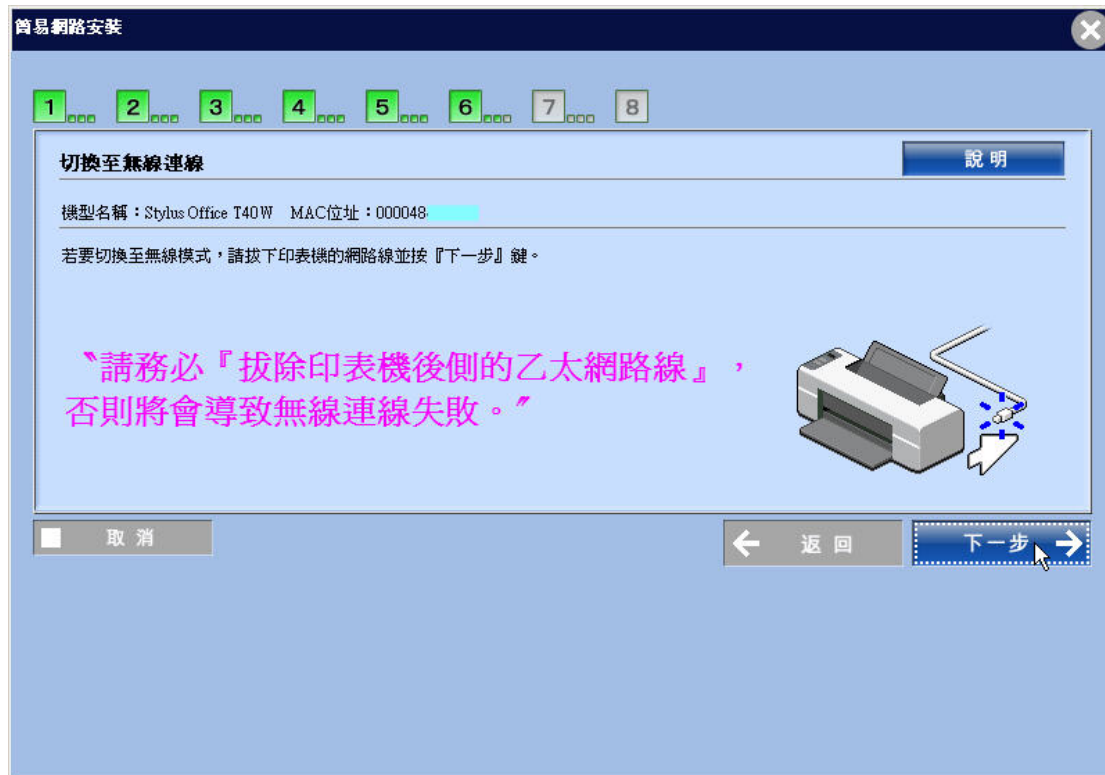 簡易網路安裝
1 2 3 4 5 6 7 8
切換至無線連線
說明
機型名稱：Stylus Office T40W MAC位址：000048
若要切換至無線模式，請拔下印表機的網路線並按『下一步』鍵。
〝請務必『拔除印表機後側的乙太網路線』，
否則將會導致無線連線失敗。〞
取消
返回
下一步